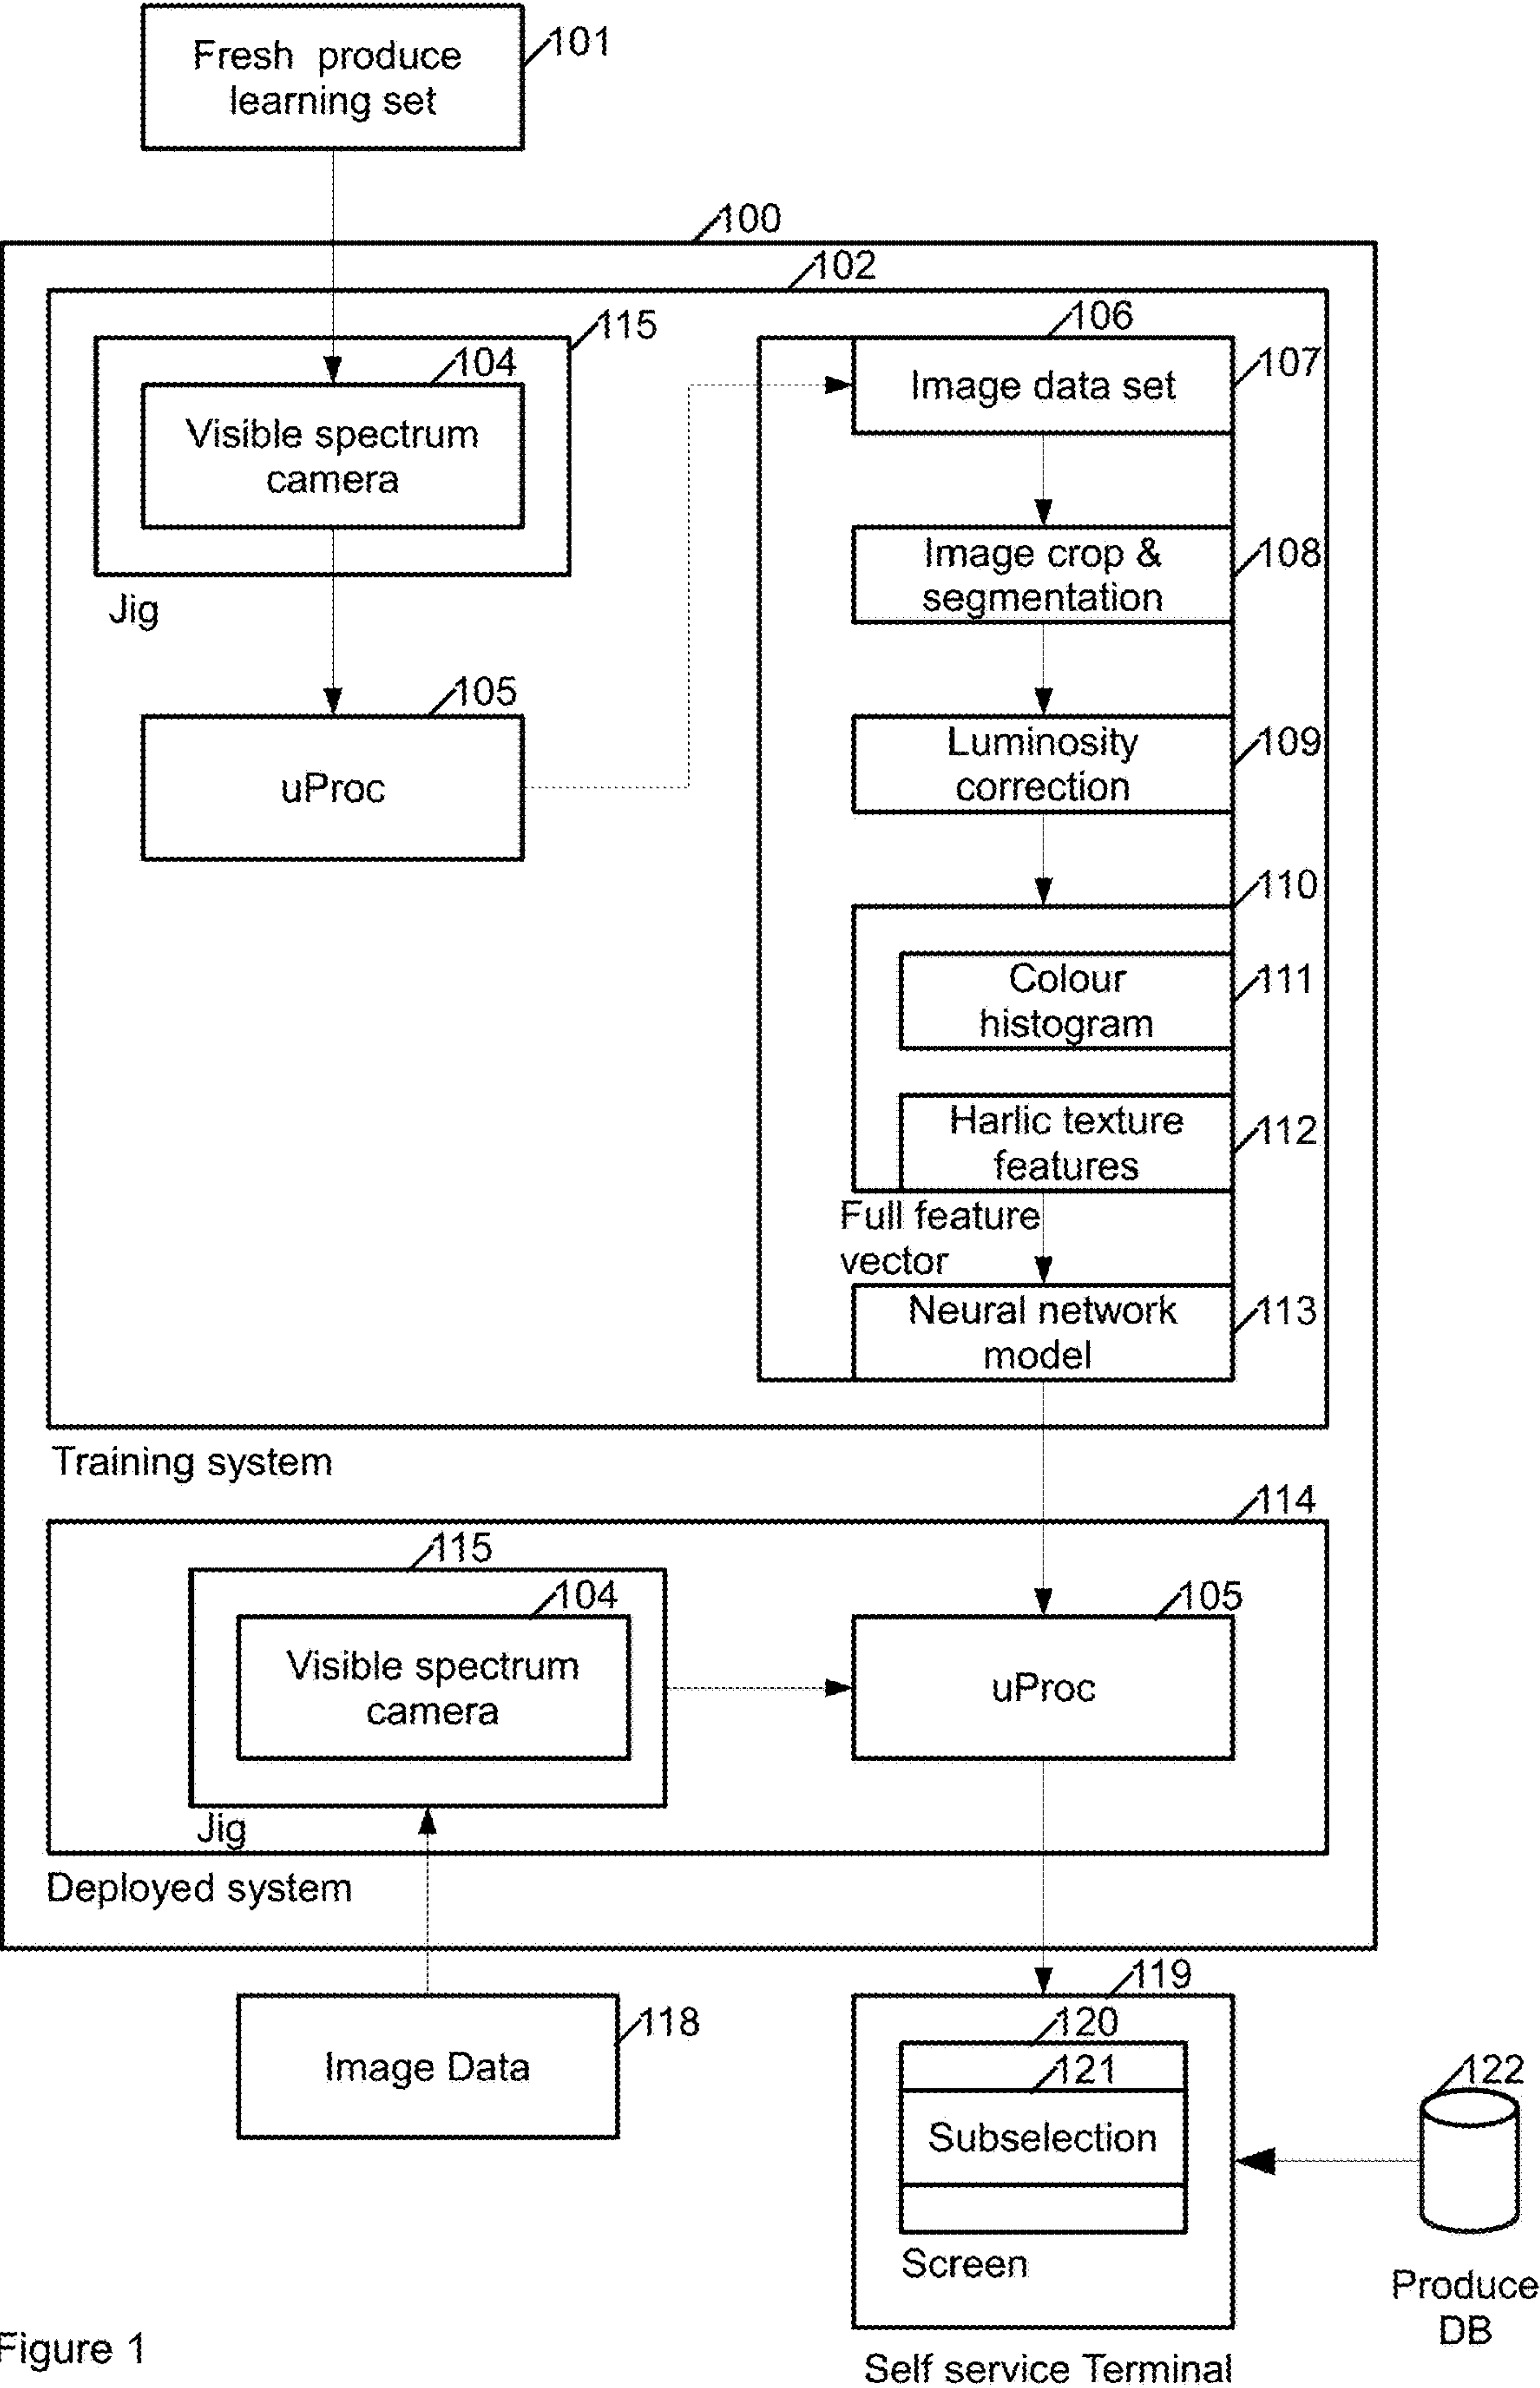 Fresh produce
learning set
101
100
102
115
104
Visible spectrum
camera
Jig
105
uProc
106
Image data set
107
Image crop &
segmentation
108
Luminosity
correction
109
110
Colour
histogram
111
Harlic texture
features
112
Full feature
vector
Neural network
model
113
Training system
114
115
104
Visible spectrum
camera
Jig
105
uProc
Deployed system
118
Image Data
119
120
121
Subselection
Screen
Self service Terminal
122
Produce
DB
Figure 1